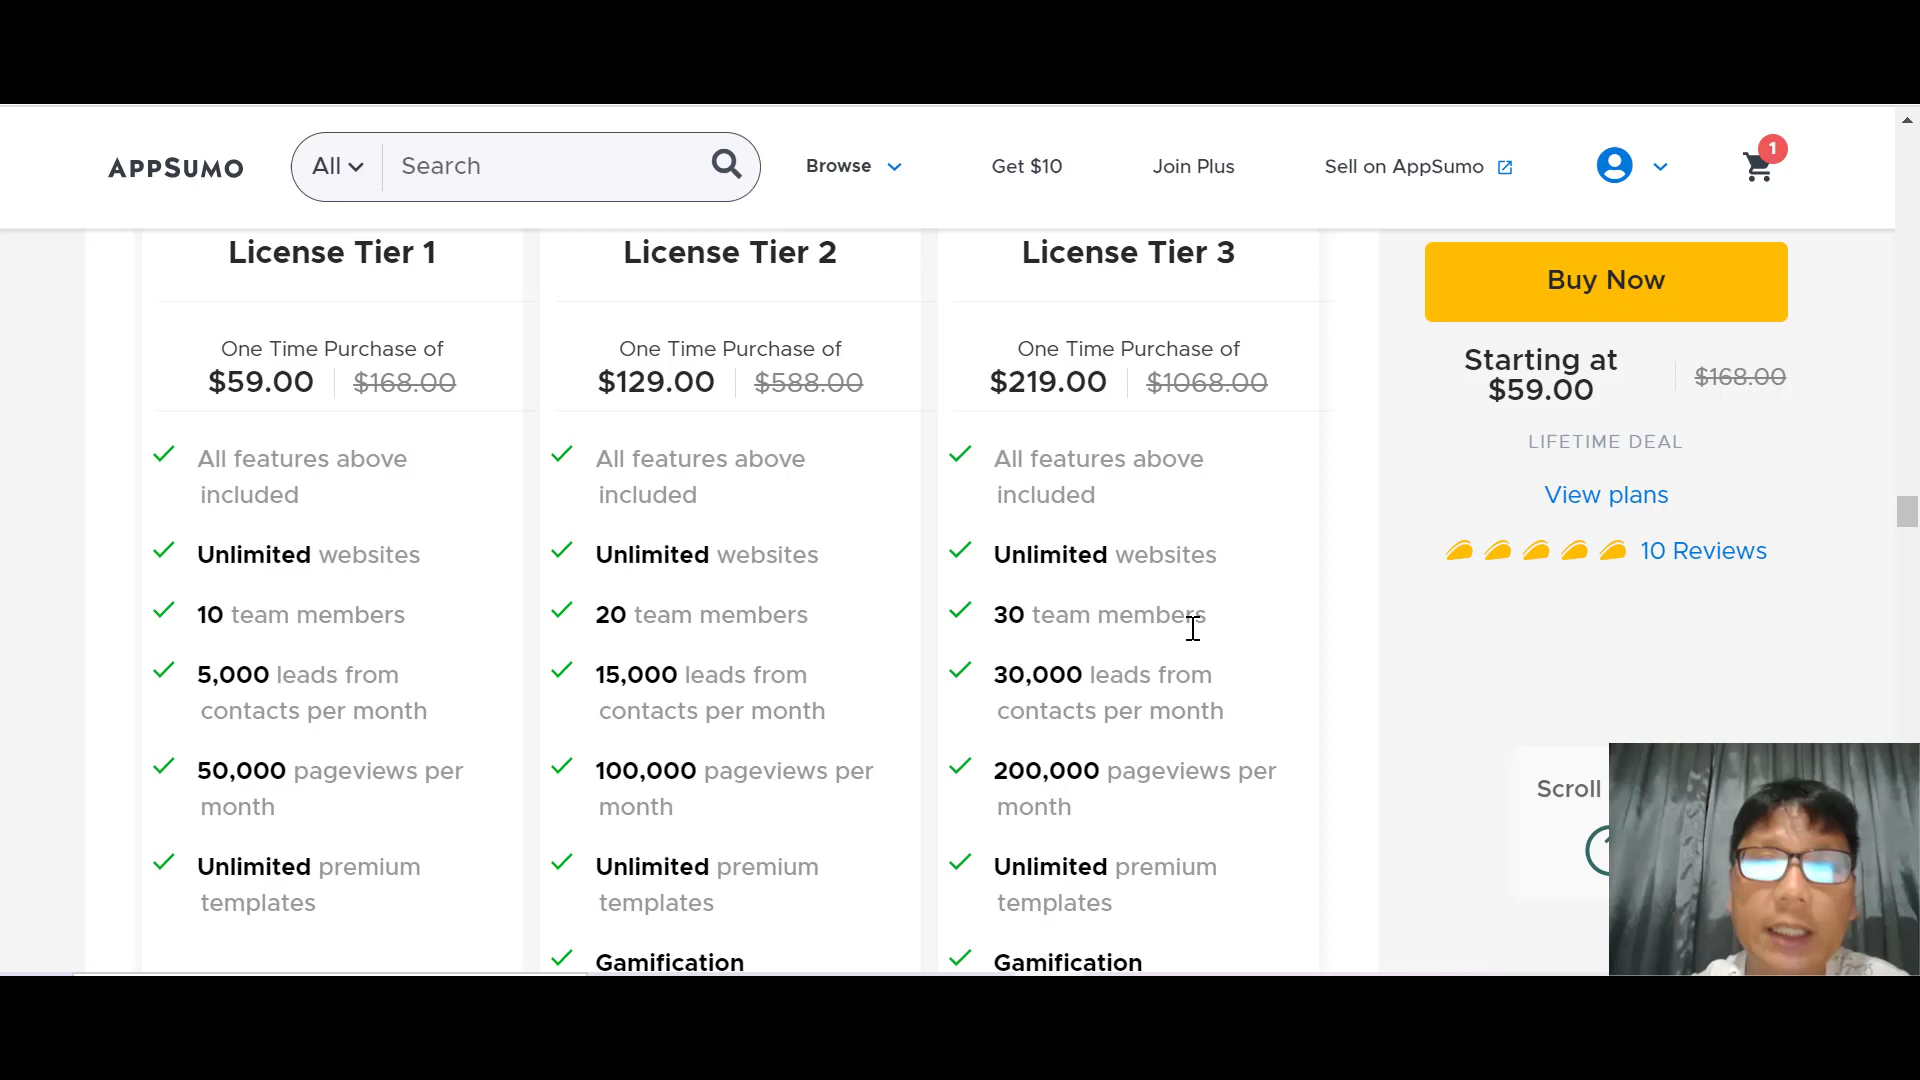 APPSUMO
All
Search
Browse
Get $10
Join Plus
Sell on AppSumo
1
License Tier 1
One Time Purchase of
$59.00
$168.00
All features above
included
Unlimited websites
10 team members
5,000 leads from
contacts per month
50,000 pageviews per
month
Unlimited premium
templates
License Tier 2
One Time Purchase of
$129.00
$588.00
All features above
included
Unlimited websites
20 team members
15,000 leads from
contacts per month
100,000 pageviews per
month
Unlimited premium
templates
Gamification
License Tier 3
One Time Purchase of
$219.00
$1068.00
All features above
included
Unlimited websites
30 team members
30,000 leads from
contacts per month
200,000 pageviews per
month
Unlimited premium
templates
Gamification
Buy Now
Starting at
$59.00
$168.00
LIFETIME DEAL
View plans
10 Reviews
Scroll